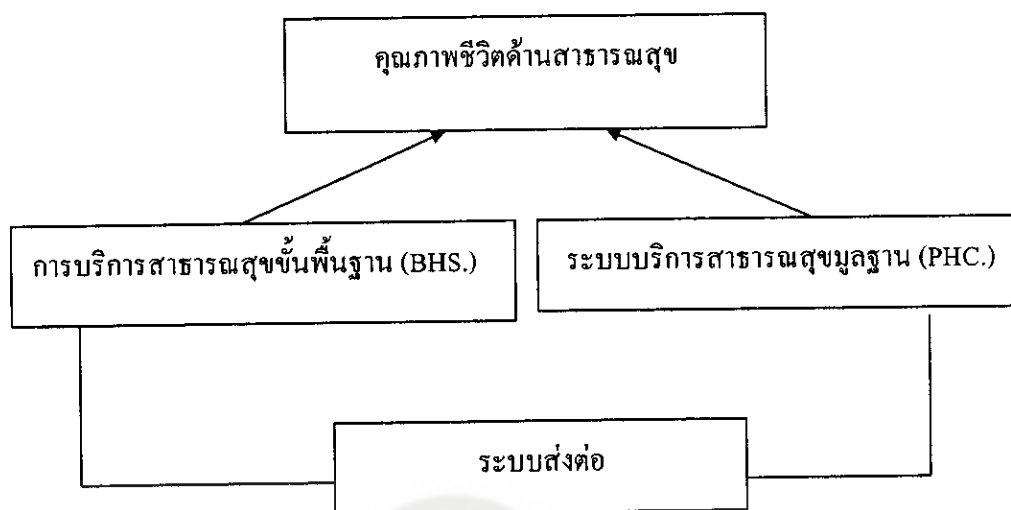 คุณภาพชีวิตด้านสาธารณสุข
การบริการสาธารณสุขขั้นพื้นฐาน (BHS.)
ระบบบริการสาธารณสุขมูลฐาน (PHC.)
ระบบส่งต่อ